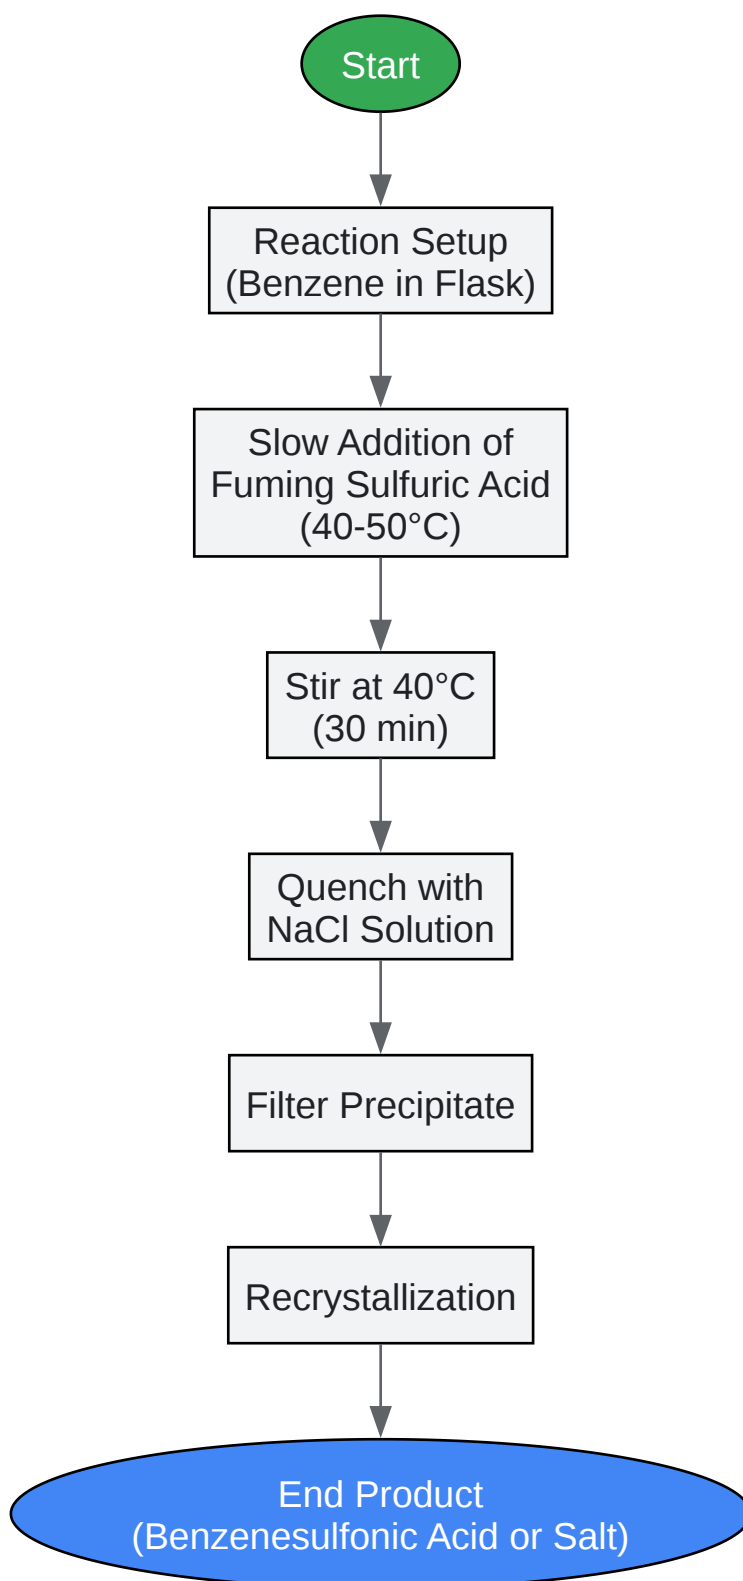 Start
Reaction Setup
(Benzene in Flask)
Slow Addition of
Fuming Sulfuric Acid
(40-50°C)
Stir at 40°C
(30 min)
Quench with
NaCl Solution
Filter Precipitate
Recrystallization
End Product
(Benzenesulfonic Acid or Salt)